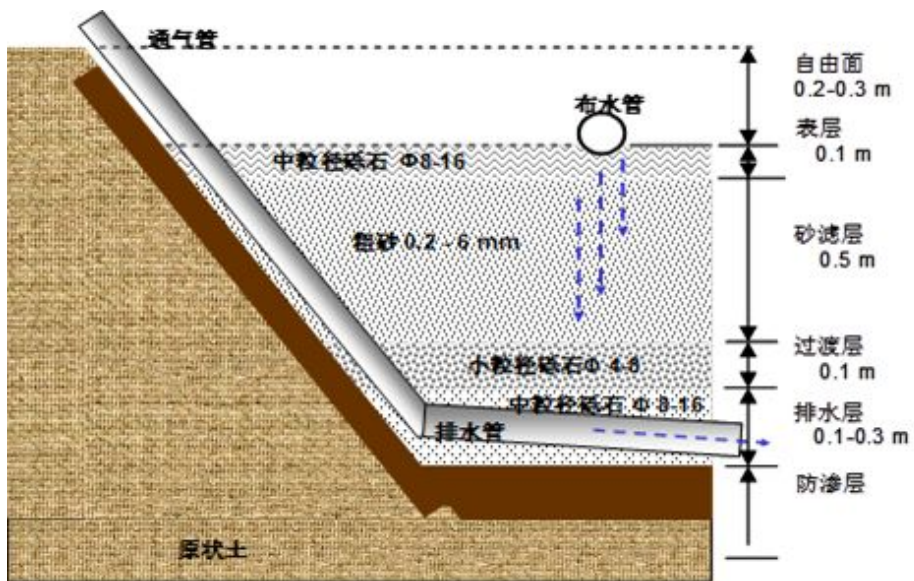 通气管
自由面
0.2-0.3 m
布水管
表层
0.1 m
中粒径砾石 Φ8-16
粗砂 0.2 - 6 mm
砂滤层
0.5 m
过渡层
0.1 m
小粒径砾石Φ 4-8
中粒径砾石 Φ 8-16
排水管
排水层
0.1-0.3 m
防渗层
原状土